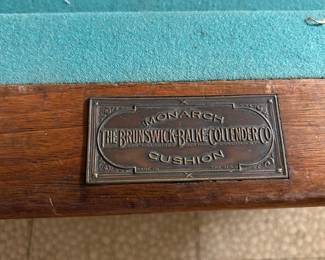 MONARCH
THE BRUNSWICK-BALKE-COLLENDER CO.
CUSHION